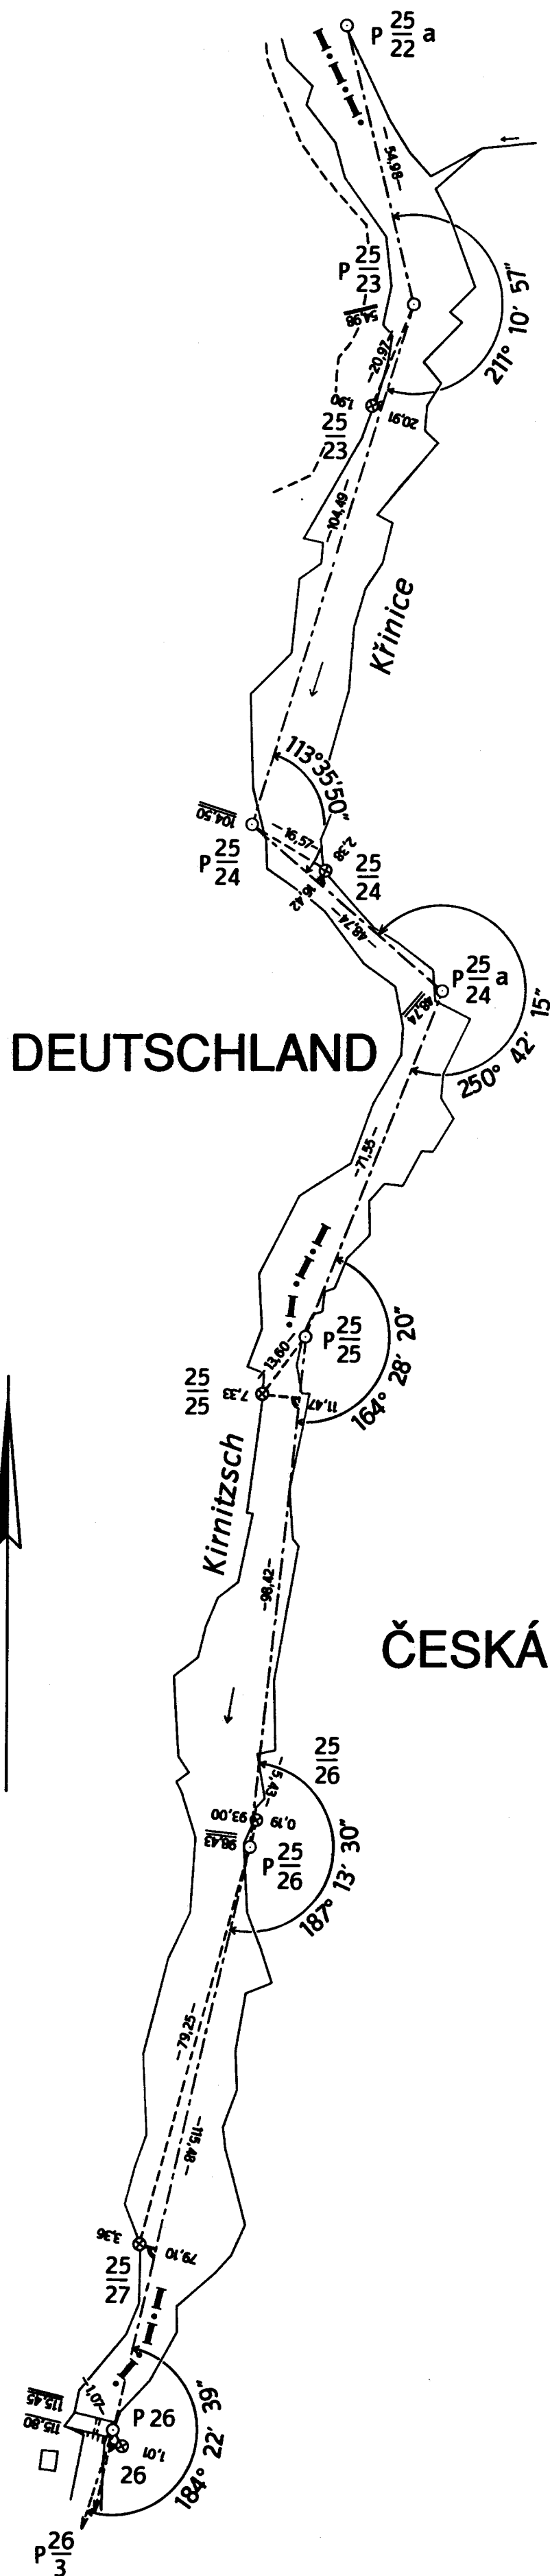 P 25/22 a
I.I.I.
54,98
P 25/23
54,98
211° 10' 57"
20,97
1,90
25/23
20,91
104,49
Křinice
113°35'50"
104,50
16,57
2,38
P 25/24
25/24
16,42
48,74
P 25/24 a
48,74
250° 42' 15"
DEUTSCHLAND
71,55
I.I.I.
P 25/25
13,60
164° 28' 20"
25/25
7,33
11,47
Kirnitzsch
98,42
ČESKÁ
25/26
5,43
93,00
0,19
98,43
P 25/26
187° 13' 30"
79,25
115,48
3,36
79,10
25/27
I.I.I.
1,07
115,45
115,80
P 26
1,01
26
184° 22' 39"
P 26/3